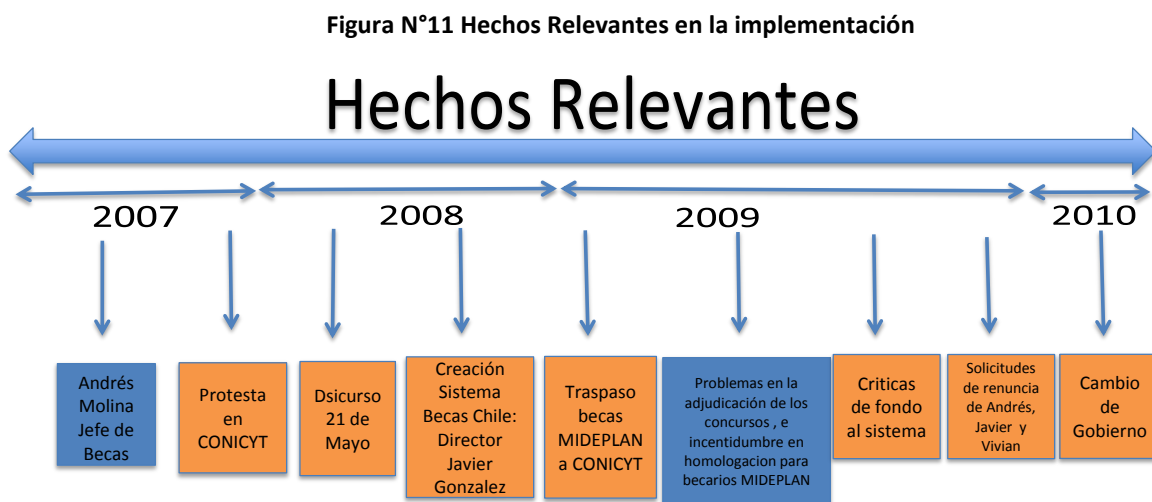 Figura N°11 Hechos Relevantes en la implementación
Hechos Relevantes
2007
2008
2009
2010
Andrés
Molina
Jefe de
Becas
Protesta
en
CONICYT
Dsicurso
21 de
Mayo
Creación
Sistema
Becas Chile:
Director
Javier
Gonzalez
Traspaso
becas
MIDEPLAN
a CONICYT
Problemas en la
adjudicación de los
concursos , e
incentidumbre en
homologacion para
becarios MIDEPLAN
Criticas
de fondo
al sistema
Solicitudes
de renuncia
de Andrés,
Javier y
Vivian
Cambio
de
Gobierno